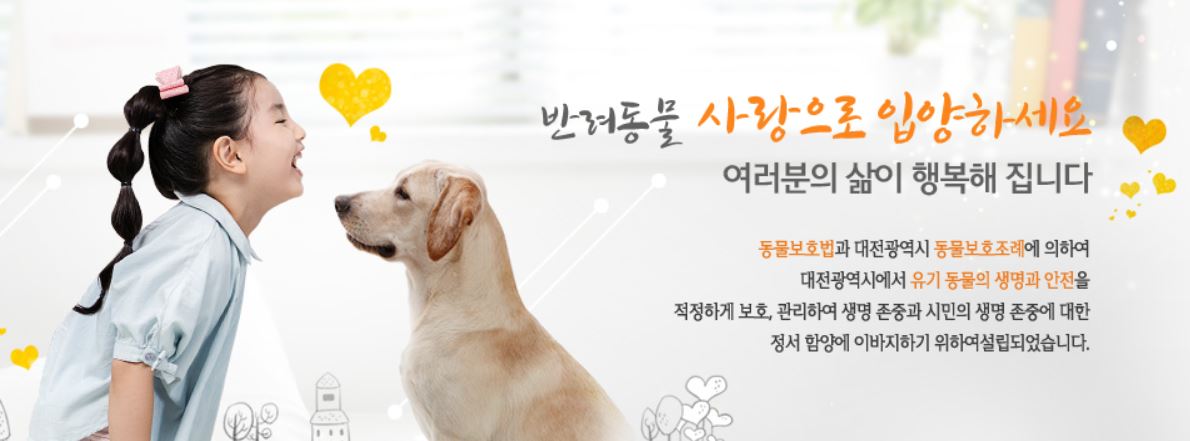 반려동물 사랑으로 입양하세요
여러분의 삶이 행복해 집니다
동물보호법과 대전광역시 동물보호조례에 의하여
대전광역시에서 유기 동물의 생명과 안전을
적정하게 보호, 관리하여 생명 존중과 시민의 생명 존중에 대한
정서 함양에 이바지하기 위하여설립되었습니다.